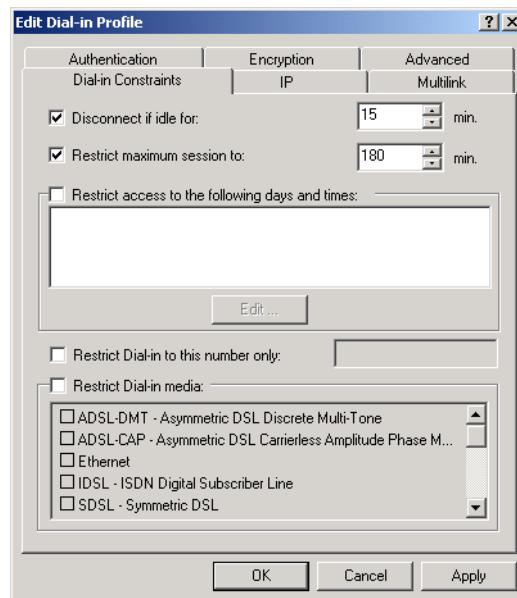 Edit Dial-in Profile
Authentication Encryption Advanced
Dial-in Constraints IP Multilink
Disconnect if idle for: 15 min.
Restrict maximum session to: 180 min.
Restrict access to the following days and times:
Edit ...
Restrict Dial-in to this number only:
Restrict Dial-in media:
ADSL-DMT - Asymmetric DSL Discrete Multi-Tone
ADSL-CAP - Asymmetric DSL Carrierless Amplitude Phase M...
Ethernet
IDSL - ISDN Digital Subscriber Line
SDSL - Symmetric DSL
OK Cancel Apply